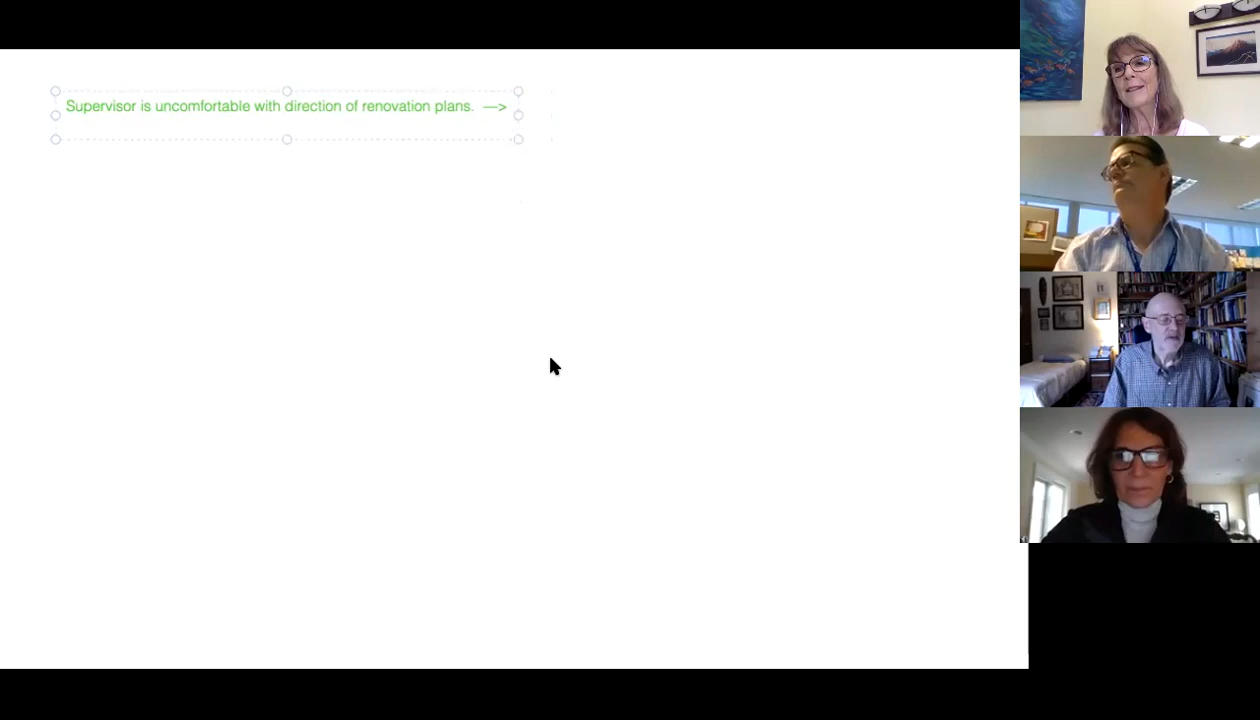 Supervisor is uncomfortable with direction of renovation plans. —>